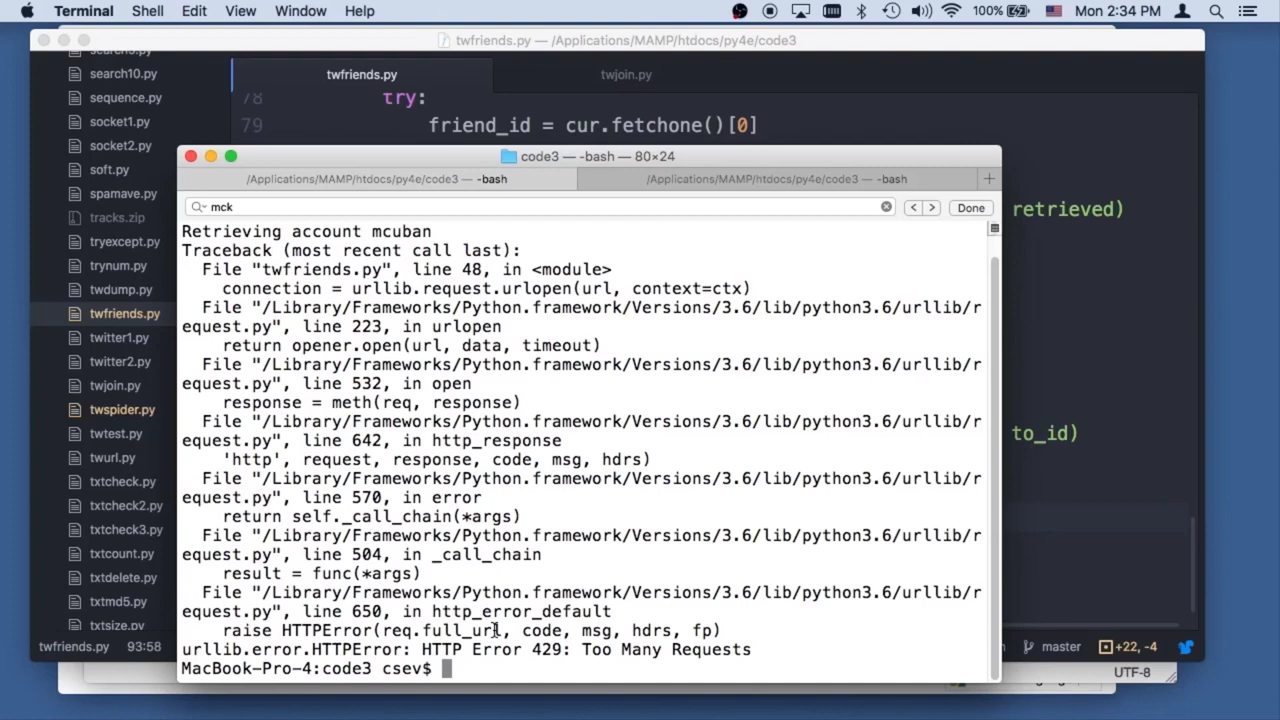 Terminal Shell Edit View Window Help 100% Mon 2:34 PM
twfriends.py — /Applications/MAMP/htdocs/py4e/code3
search10.py
sequence.py
socket1.py
socket2.py
soft.py
spamave.py
tracks.zip
tryexcept.py
trynum.py
twdump.py
twfriends.py
twitter1.py
twitter2.py
twjoin.py
twspider.py
twtest.py
twurl.py
txtcheck.py
txtcheck2.py
txtcheck3.py
txtcount.py
txtdelete.py
txtmd5.py
txtsize.py
twfriends.py twjoin.py
78 try:
79 friend_id = cur.fetchone()[0]
retrieved)
to_id)
code3 — -bash — 80×24
/Applications/MAMP/htdocs/py4e/code3 — -bash /Applications/MAMP/htdocs/py4e/code3 — -bash
mck Done
Retrieving account mcuban
Traceback (most recent call last):
File "twfriends.py", line 48, in <module>
connection = urllib.request.urlopen(url, context=ctx)
File "/Library/Frameworks/Python.framework/Versions/3.6/lib/python3.6/urllib/r
equest.py", line 223, in urlopen
return opener.open(url, data, timeout)
File "/Library/Frameworks/Python.framework/Versions/3.6/lib/python3.6/urllib/r
equest.py", line 532, in open
response = meth(req, response)
File "/Library/Frameworks/Python.framework/Versions/3.6/lib/python3.6/urllib/r
equest.py", line 642, in http_response
'http', request, response, code, msg, hdrs)
File "/Library/Frameworks/Python.framework/Versions/3.6/lib/python3.6/urllib/r
equest.py", line 570, in error
return self._call_chain(*args)
File "/Library/Frameworks/Python.framework/Versions/3.6/lib/python3.6/urllib/r
equest.py", line 504, in _call_chain
result = func(*args)
File "/Library/Frameworks/Python.framework/Versions/3.6/lib/python3.6/urllib/r
equest.py", line 650, in http_error_default
raise HTTPError(req.full_url, code, msg, hdrs, fp)
urllib.error.HTTPError: HTTP Error 429: Too Many Requests
MacBook-Pro-4:code3 csev$
twfriends.py 93:58 master +22, -4
UTF-8